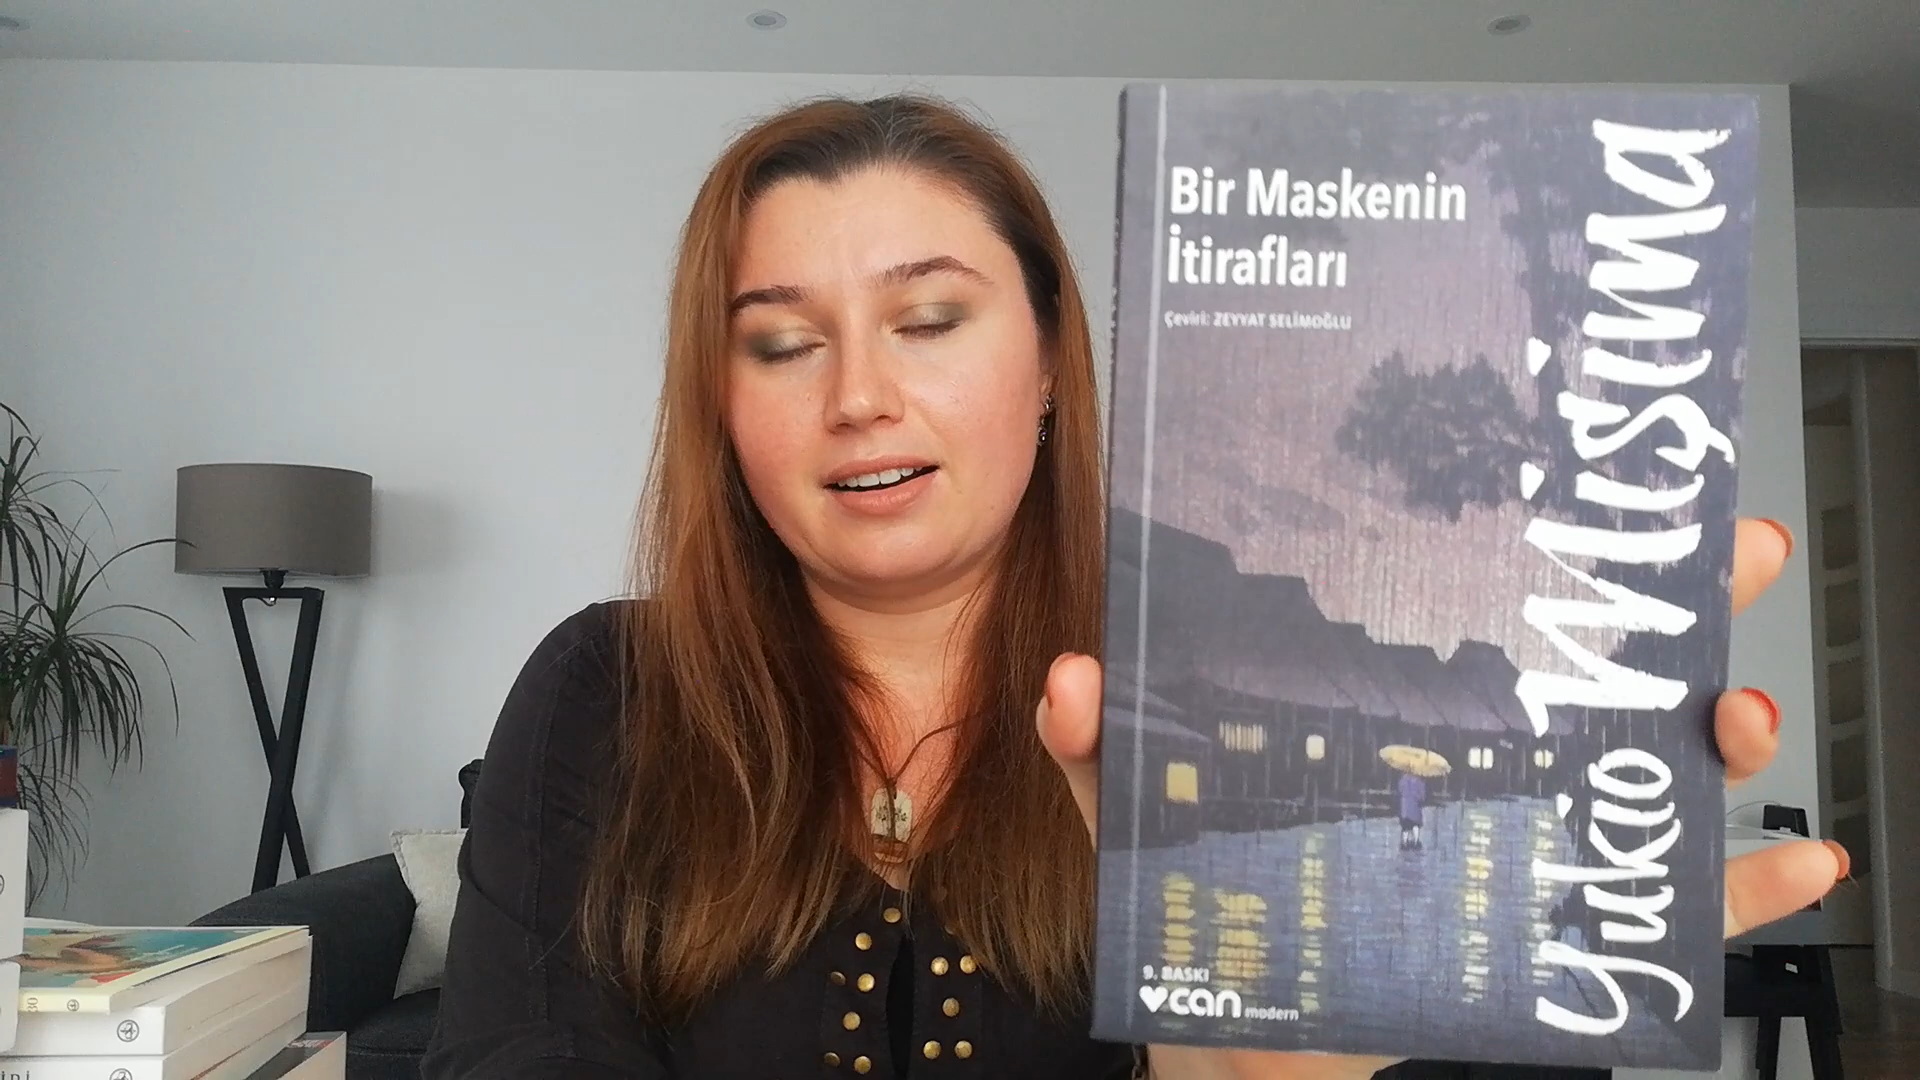 Bir Maskenin
İtirafları
Çeviri: ZEYYAT SELİMOĞLU
Yukio Mişima
9. BASKI
can modern